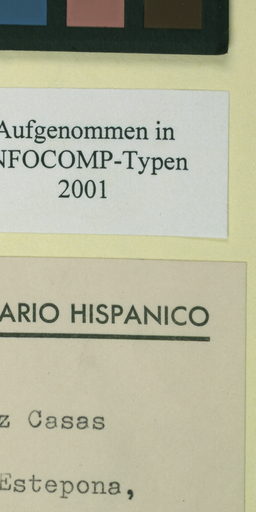 Aufgenommen in
NFOCOMP-Typen
2001
ARIO HISPANICO
z Casas
Estepona,